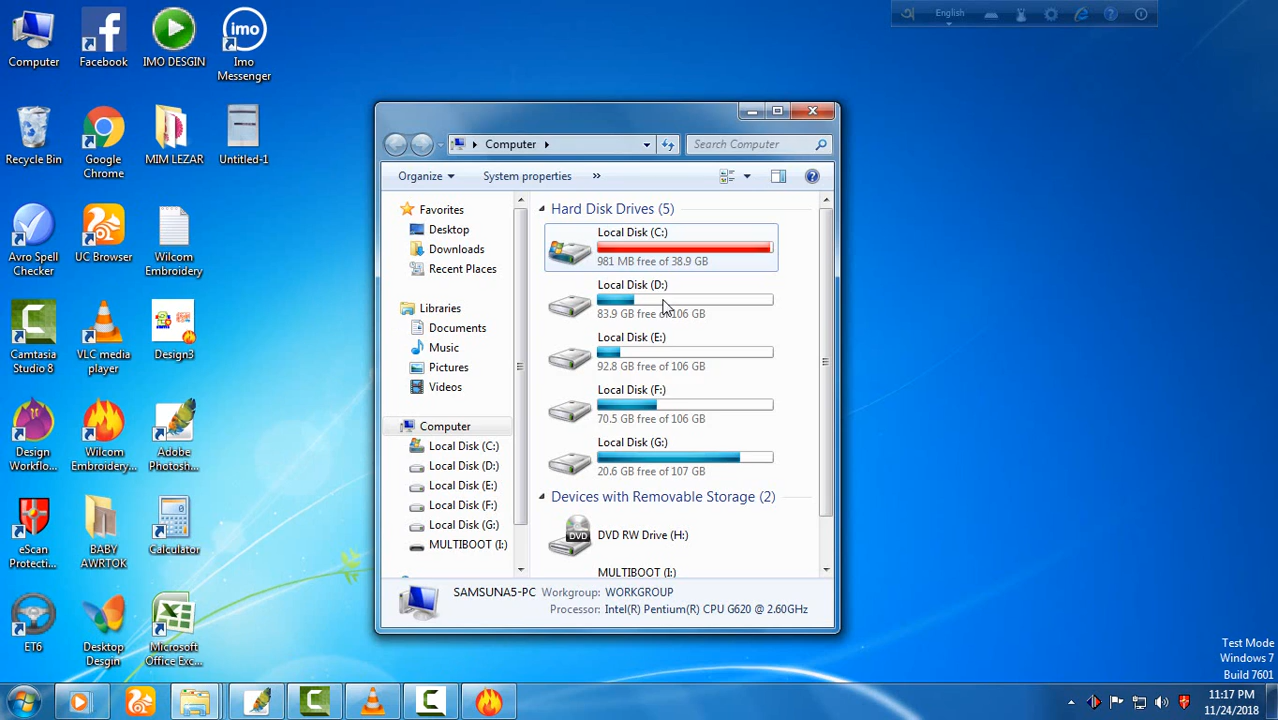 English
Computer
Facebook
IMO DESGIN
imo
Imo
Messenger
Recycle Bin
Google
Chrome
MIM LEZAR
Untitled-1
Avro Spell
Checker
UC Browser
Wilcom
Embroidery
Camtasia
Studio 8
VLC media
player
Design3
Design
Workflo...
Wilcom
Embroidery...
Adobe
Photosh...
eScan
Protecti...
BABY
AWRTOK
Calculator
ET6
Desktop
Desgin
Microsoft
Office Exc...
Computer
Search Computer
Organize
System properties
»
Favorites
Desktop
Downloads
Recent Places
Libraries
Documents
Music
Pictures
Videos
Computer
Local Disk (C:)
Local Disk (D:)
Local Disk (E:)
Local Disk (F:)
Local Disk (G:)
MULTIBOOT (I:)
Hard Disk Drives (5)
Local Disk (C:)
981 MB free of 38.9 GB
Local Disk (D:)
83.9 GB free of 106 GB
Local Disk (E:)
92.8 GB free of 106 GB
Local Disk (F:)
70.5 GB free of 106 GB
Local Disk (G:)
20.6 GB free of 107 GB
Devices with Removable Storage (2)
DVD
DVD RW Drive (H:)
MULTIBOOT (I:)
SAMSUNA5-PC Workgroup: WORKGROUP
Processor: Intel(R) Pentium(R) CPU G620 @ 2.60GHz
Test Mode
Windows 7
Build 7601
11:17 PM
11/24/2018